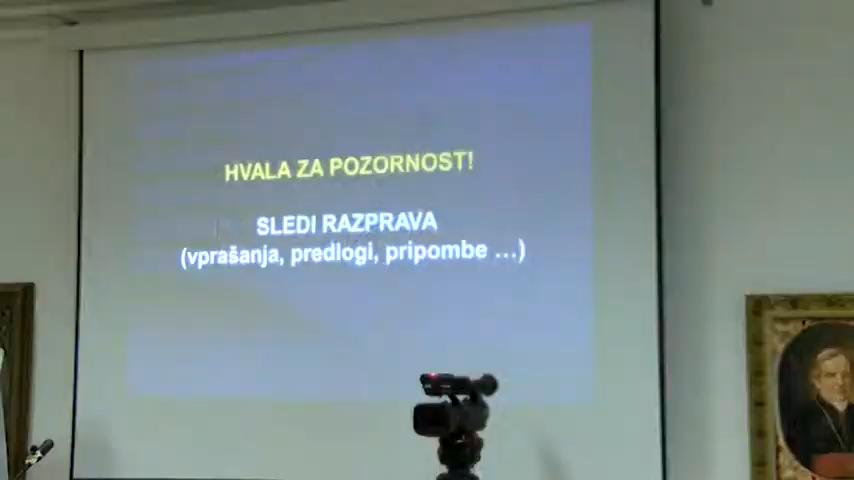 HVALA ZA POZORNOST!
SLEDI RAZPRAVA
(vprašanja, predlogi, pripombe ...)